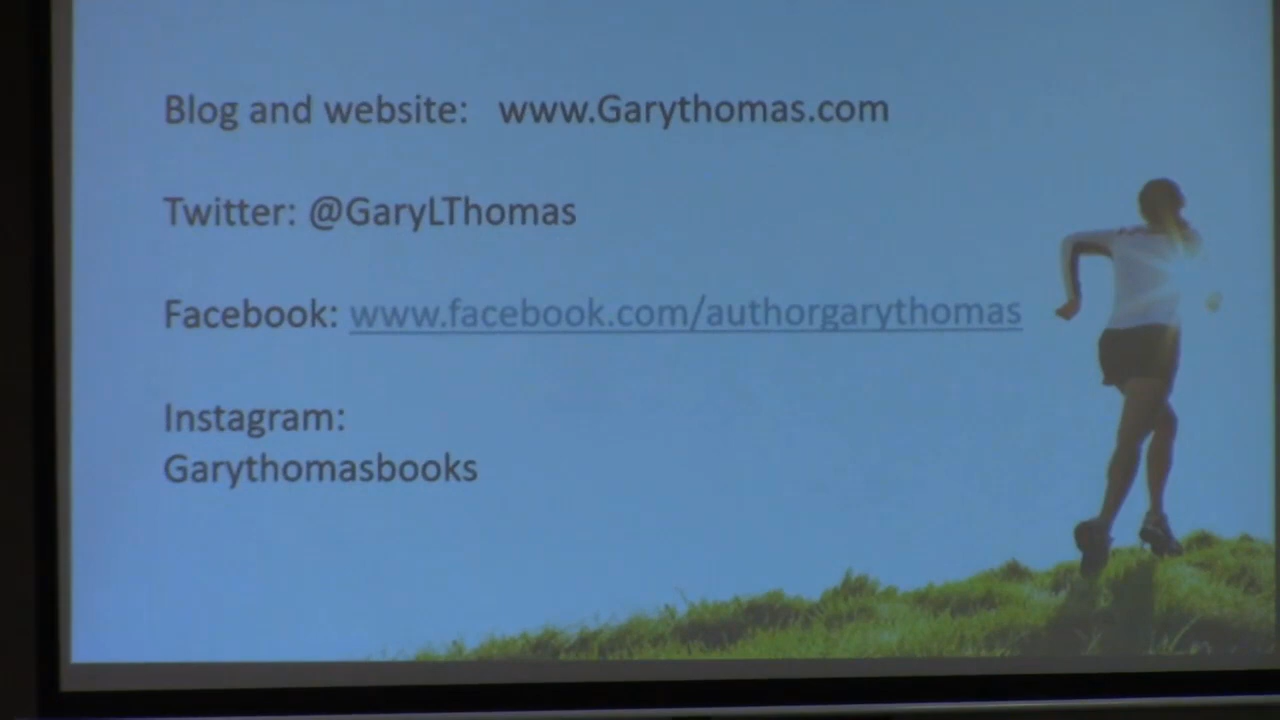 Blog and website: www.Garythomas.com
Twitter: @GaryLThomas
Facebook: www.facebook.com/authorgarythomas
Instagram:
Garythomasbooks